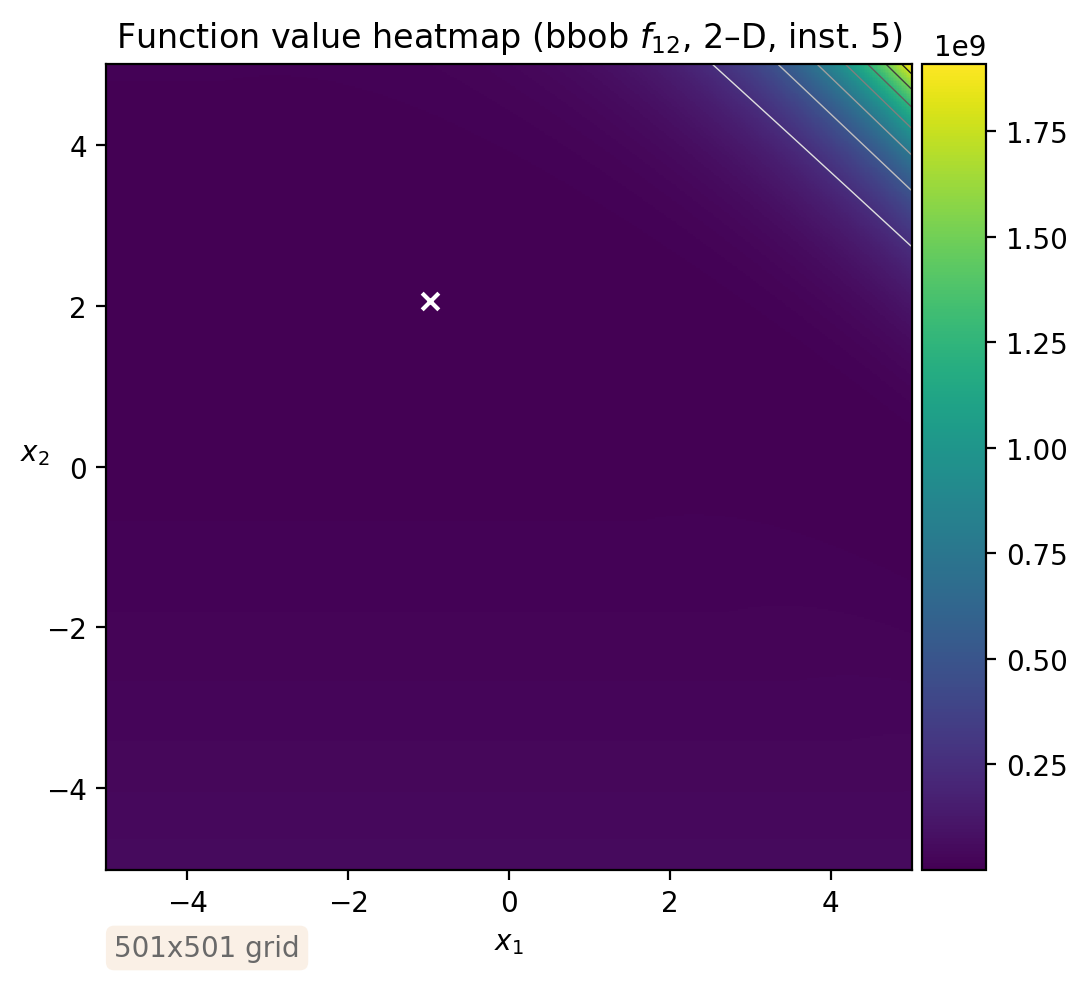 Function value heatmap (bbob f₁₂, 2–D, inst. 5)
1e9
4
2
0
−2
−4
x₂
−4 −2 0 2 4
x₁
1.75
1.50
1.25
1.00
0.75
0.50
0.25
501x501 grid